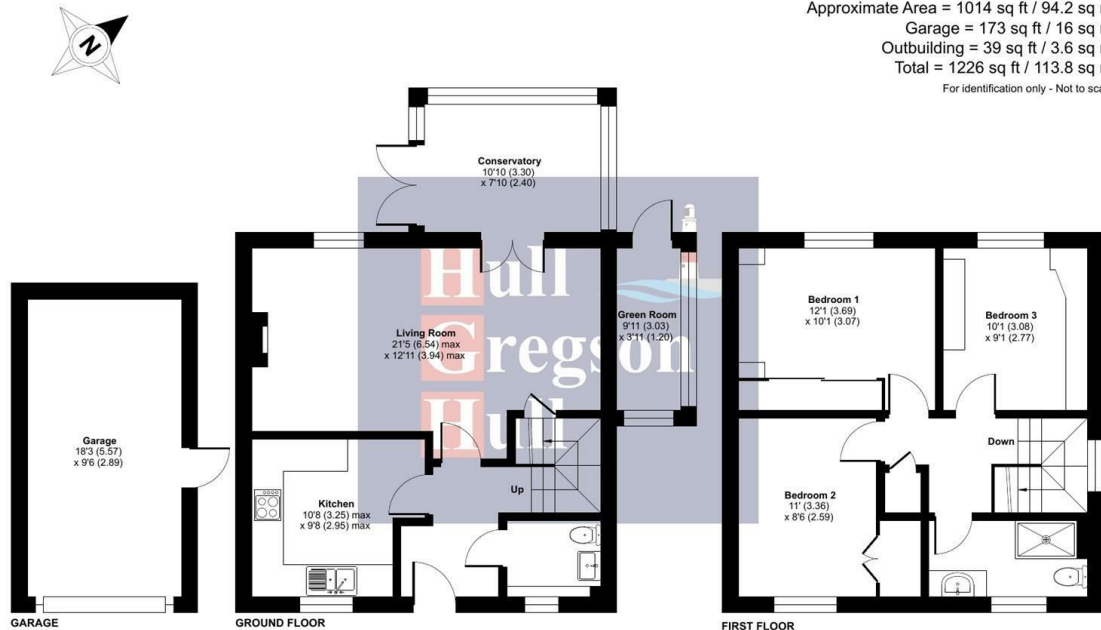 Approximate Area = 1014 sq ft / 94.2 sq
Garage = 173 sq ft / 16 sq
Outbuilding = 39 sq ft / 3.6 sq
Total = 1226 sq ft / 113.8 sq
For identification only - Not to
N
Conservatory
10'10 (3.30)
x 7'10 (2.40)
Hull
Gregson
Hull
Living Room
21'5 (6.54) max
x 12'11 (3.94) max
Green Room
9'11 (3.03)
x 3'11 (1.20)
Bedroom 1
12'1 (3.69)
x 10'1 (3.07)
Bedroom 3
10'1 (3.08)
x 9'1 (2.77)
Garage
18'3 (5.57)
x 9'6 (2.89)
Kitchen
10'8 (3.25) max
x 9'8 (2.95) max
Up
Down
Bedroom 2
11' (3.36)
x 8'6 (2.59)
GARAGE
GROUND FLOOR
FIRST FLOOR